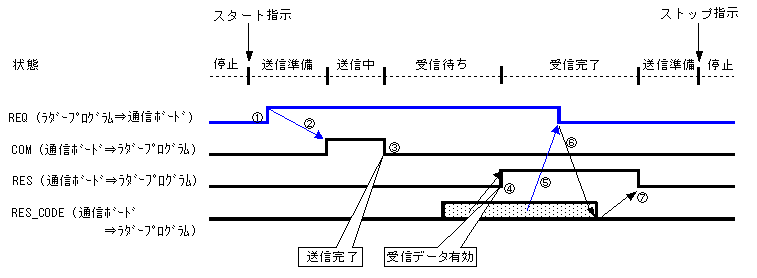 スタート指示
ストップ指示
状態
停止
送信準備
送信中
受信待ち
受信完了
送信準備
停止
REQ (ﾗﾀﾞｰﾌﾟﾛｸﾞﾗﾑ⇒通信ﾎﾞｰﾄﾞ)
①
②
COM (通信ﾎﾞｰﾄﾞ⇒ﾗﾀﾞｰﾌﾟﾛｸﾞﾗﾑ)
③
⑥
RES (通信ﾎﾞｰﾄﾞ⇒ﾗﾀﾞｰﾌﾟﾛｸﾞﾗﾑ)
④
⑤
⑦
RES_CODE (通信ﾎﾞｰﾄﾞ
⇒ﾗﾀﾞｰﾌﾟﾛｸﾞﾗﾑ)
送信完了
受信データ有効